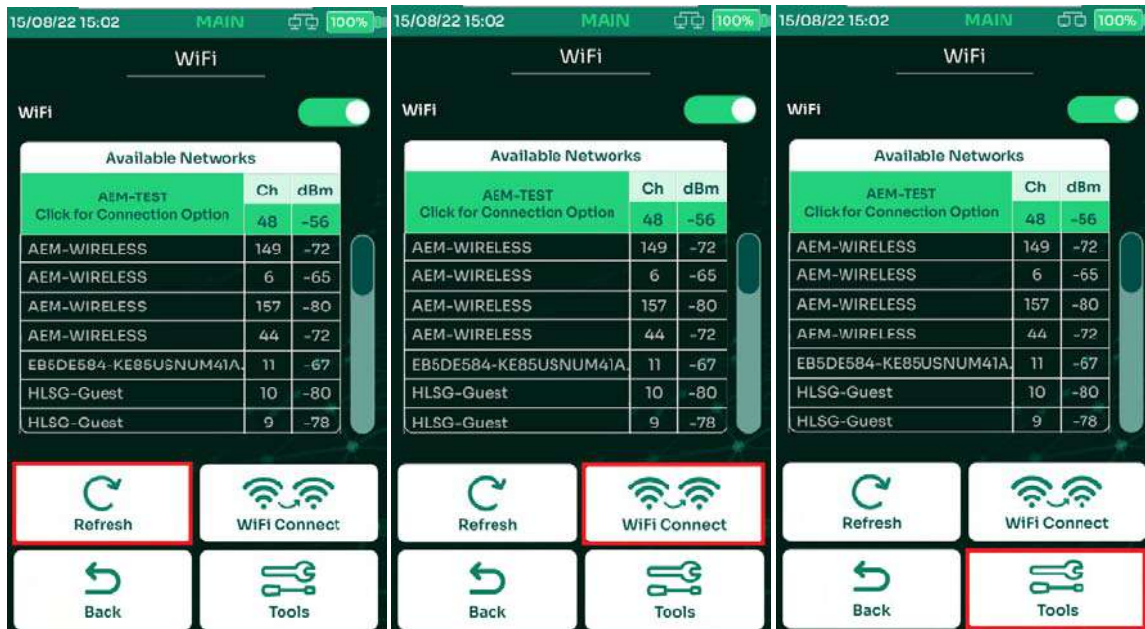 15/08/22 15:02 MAIN 100%
WiFi
WiFi
Available Networks
AEM-TEST
Click for Connection Option
Ch dBm
48 -56
AEM-WIRELESS 149 -72
AEM-WIRELESS 6 -65
AEM-WIRELESS 157 -80
AEM-WIRELESS 44 -72
EB5DE584-KE85USNUM41A. 11 -67
HLSG-Guest 10 -80
HLSG-Guest 9 -78
Refresh WiFi Connect
Back Tools
15/08/22 15:02 MAIN 100%
WiFi
WiFi
Available Networks
AEM-TEST
Click for Connection Option
Ch dBm
48 -56
AEM-WIRELESS 149 -72
AEM-WIRELESS 6 -65
AEM-WIRELESS 157 -80
AEM-WIRELESS 44 -72
EB5DE584-KE85USNUM41A. 11 -67
HLSG-Guest 10 -80
HLSG-Guest 9 -78
Refresh WiFi Connect
Back Tools
15/08/22 15:02 MAIN 100%
WiFi
WiFi
Available Networks
AEM-TEST
Click for Connection Option
Ch dBm
48 -56
AEM-WIRELESS 149 -72
AEM-WIRELESS 6 -65
AEM-WIRELESS 157 -80
AEM-WIRELESS 44 -72
EB5DE584-KE85USNUM41A. 11 -67
HLSG-Guest 10 -80
HLSG-Guest 9 -78
Refresh WiFi Connect
Back Tools